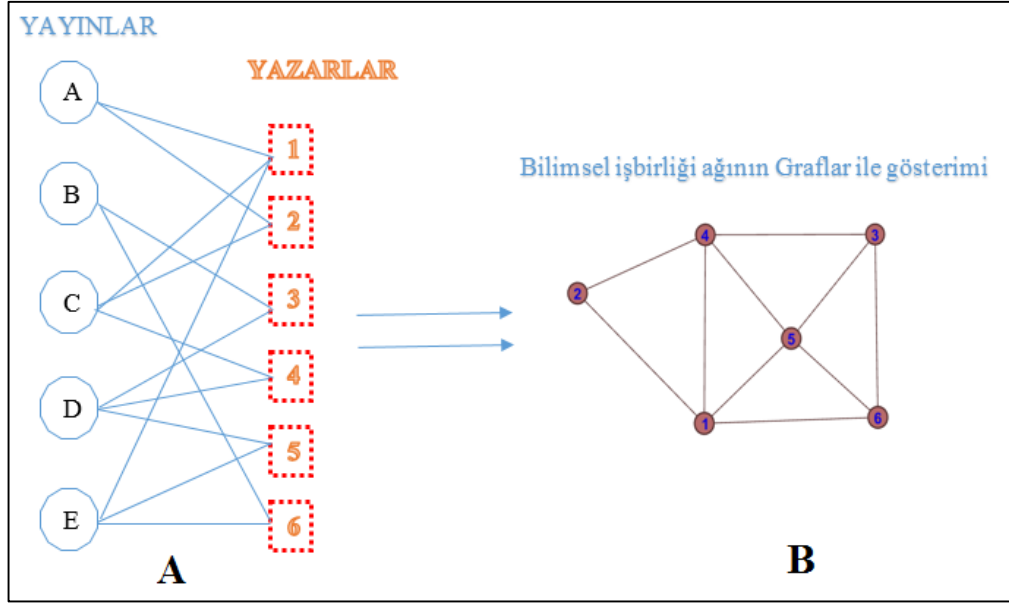 YAYINLAR
YAZARLAR
A
B
C
D
E
1
2
3
4
5
6
A
Bilimsel işbirliği ağının Graflar ile gösterimi
4
3
2
5
1
6
B